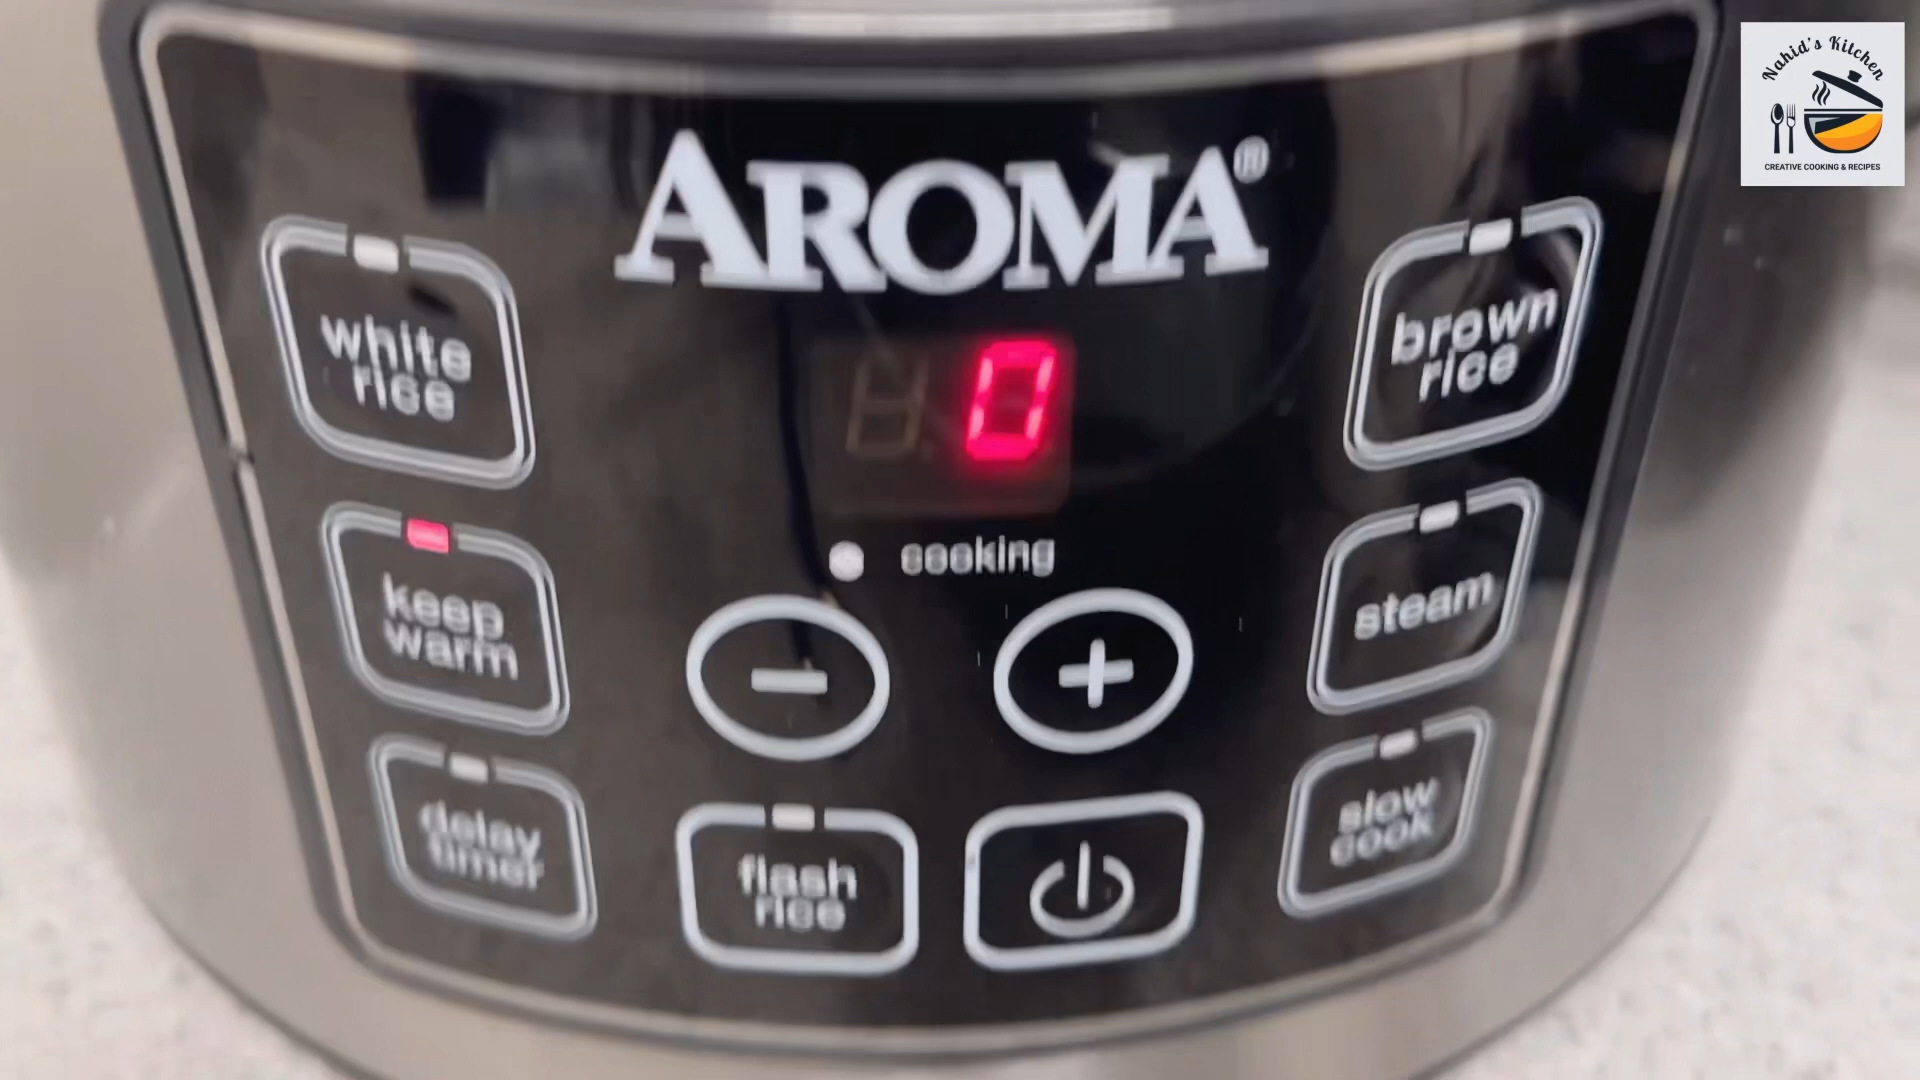 Nahid's Kitchen
CREATIVE COOKING & RECIPES
AROMA®
0
white
rice
brown
rice
cooking
keep
warm
steam
- +
delay
timer
flash
rice
slow
cook